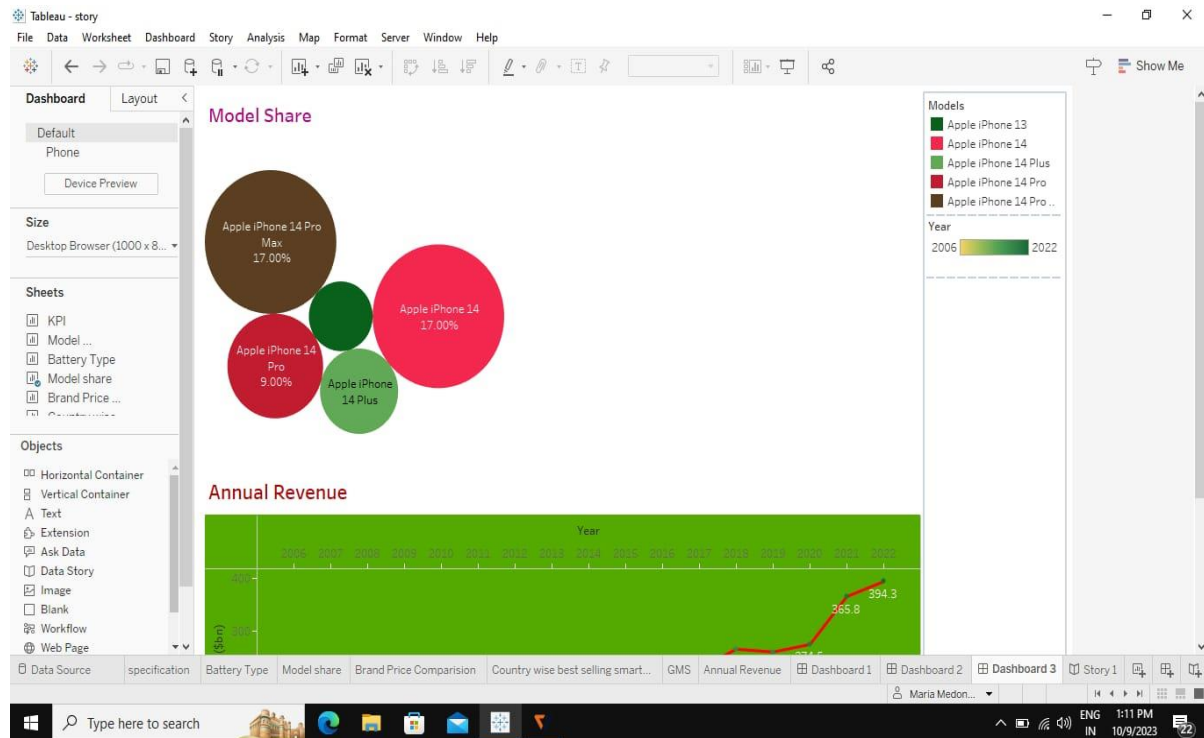 Tableau - story
File Data Worksheet Dashboard Story Analysis Map Format Server Window Help
Show Me
Dashboard Layout
Default
Phone
Device Preview
Size
Desktop Browser (1000 x 8...
Sheets
KPI
Model ...
Battery Type
Model share
Brand Price ...
Objects
Horizontal Container
Vertical Container
Text
Extension
Ask Data
Data Story
Image
Blank
Workflow
Web Page
Model Share
Apple iPhone 14 Pro
Max
17.00%
Apple iPhone 14
17.00%
Apple iPhone 14
Pro
9.00%
Apple iPhone
14 Plus
Annual Revenue
Year
2006 2007 2008 2009 2010 2011 2012 2013 2014 2015 2016 2017 2018 2019 2020 2021 2022
400
394.3
365.8
300
($bn)
Models
Apple iPhone 13
Apple iPhone 14
Apple iPhone 14 Plus
Apple iPhone 14 Pro
Apple iPhone 14 Pro ..
Year
2006 2022
Data Source specification Battery Type Model share Brand Price Comparision Country wise best selling smart... GMS Annual Revenue Dashboard 1 Dashboard 2 Dashboard 3 Story 1
Maria Medon...
Type here to search
ENG
IN
1:11 PM
10/9/2023
22